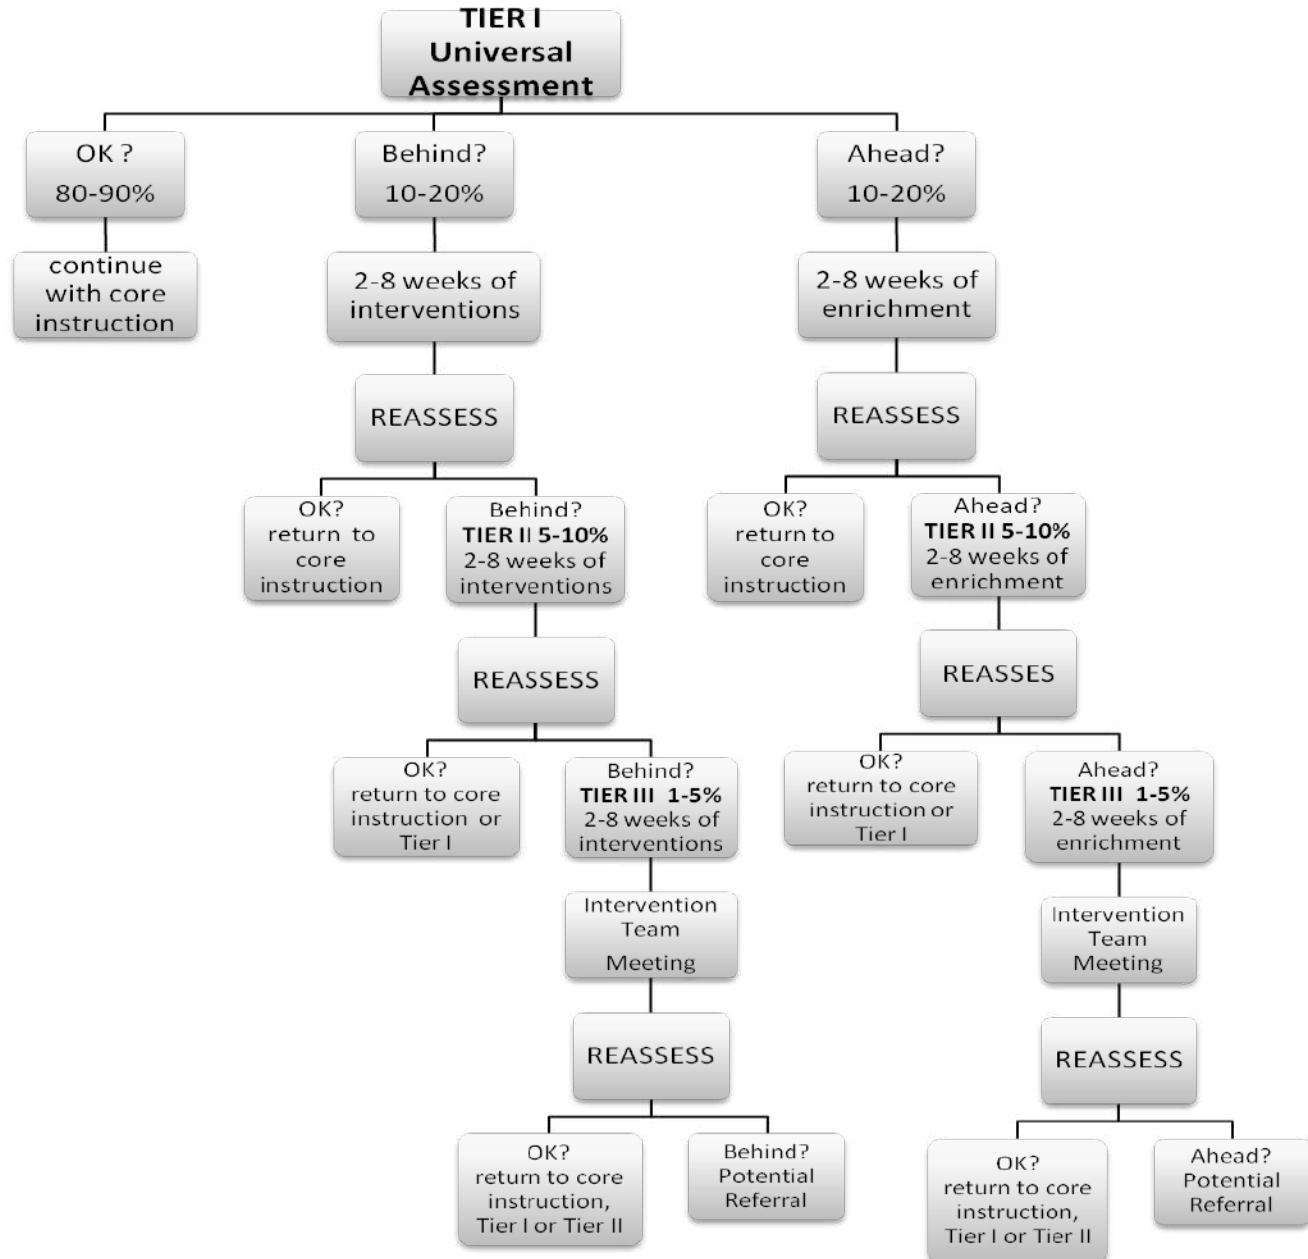 TIER I
Universal
Assessment
OK ?
80-90%
Behind?
10-20%
Ahead?
10-20%
continue
with core
instruction
2-8 weeks of
interventions
2-8 weeks of
enrichment
REASSESS
REASSESS
OK?
return to
core
instruction
Behind?
TIER II 5-10%
2-8 weeks of
interventions
OK?
return to
core
instruction
Ahead?
TIER II 5-10%
2-8 weeks of
enrichment
REASSESS
REASSES
OK?
return to core
instruction or
Tier I
Behind?
TIER III 1-5%
2-8 weeks of
interventions
OK?
return to core
instruction or
Tier I
Ahead?
TIER III 1-5%
2-8 weeks of
enrichment
Intervention
Team
Meeting
Intervention
Team
Meeting
REASSESS
REASSESS
OK?
return to core
instruction,
Tier I or Tier II
Behind?
Potential
Referral
OK?
return to core
instruction,
Tier I or Tier II
Ahead?
Potential
Referral